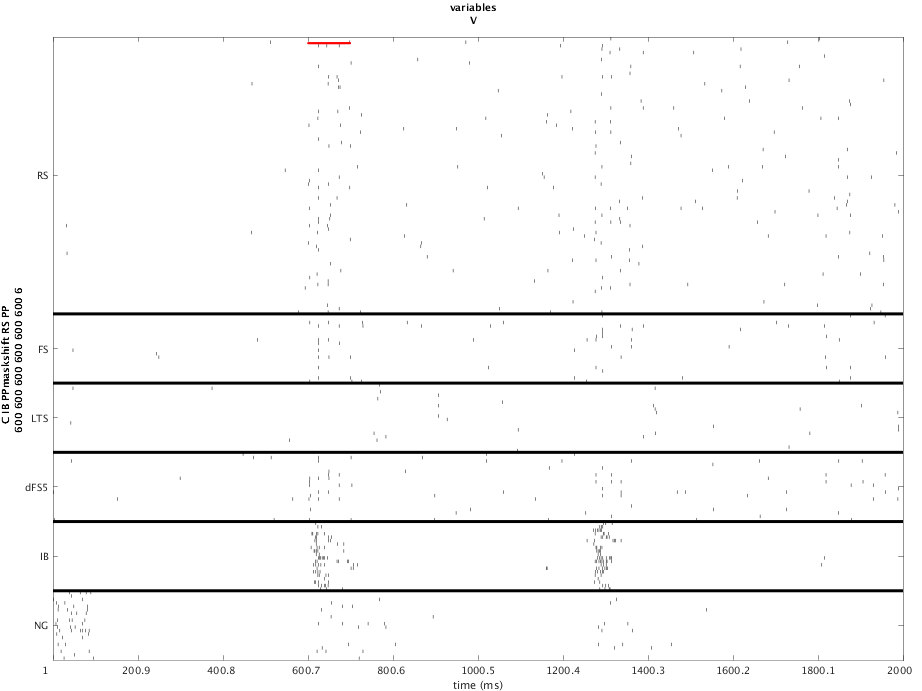 variables
V
C IB PPmaskshift RS PP
600 600 600 600 600 600 600 6
RS
FS
LTS
dFS5
IB
NG
1 200.9 400.8 600.7 800.6 1000.5 1200.4 1400.3 1600.2 1800.1 2000
time (ms)